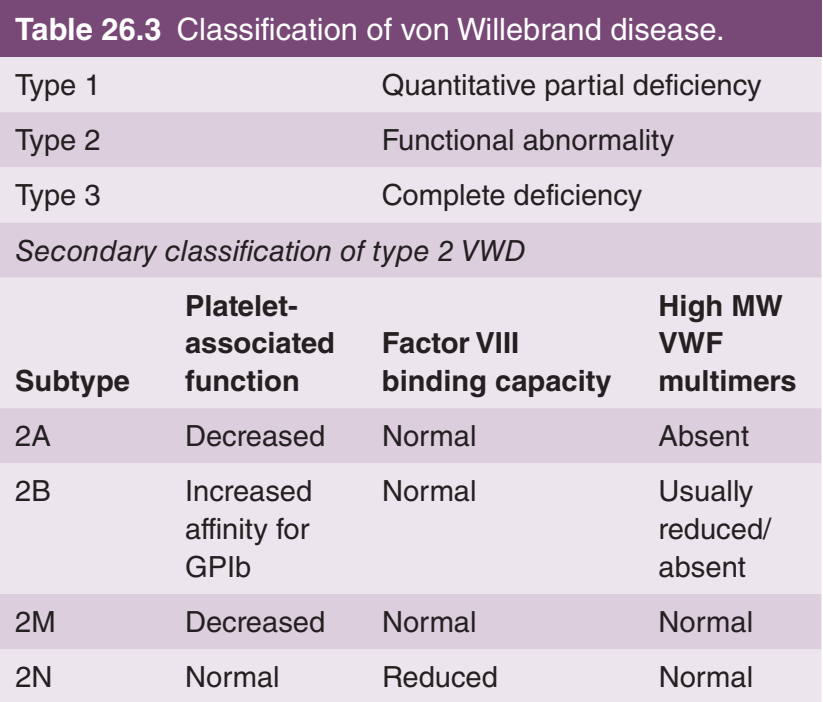 Table 26.3 Classification of von Willebrand disease.
Type 1 Quantitative partial deficiency
Type 2 Functional abnormality
Type 3 Complete deficiency
Secondary classification of type 2 VWD
Subtype Platelet-associated function Factor VIII binding capacity High MW VWF multimers
2A Decreased Normal Absent
2B Increased affinity for GPIb Normal Usually reduced/absent
2M Decreased Normal Normal
2N Normal Reduced Normal